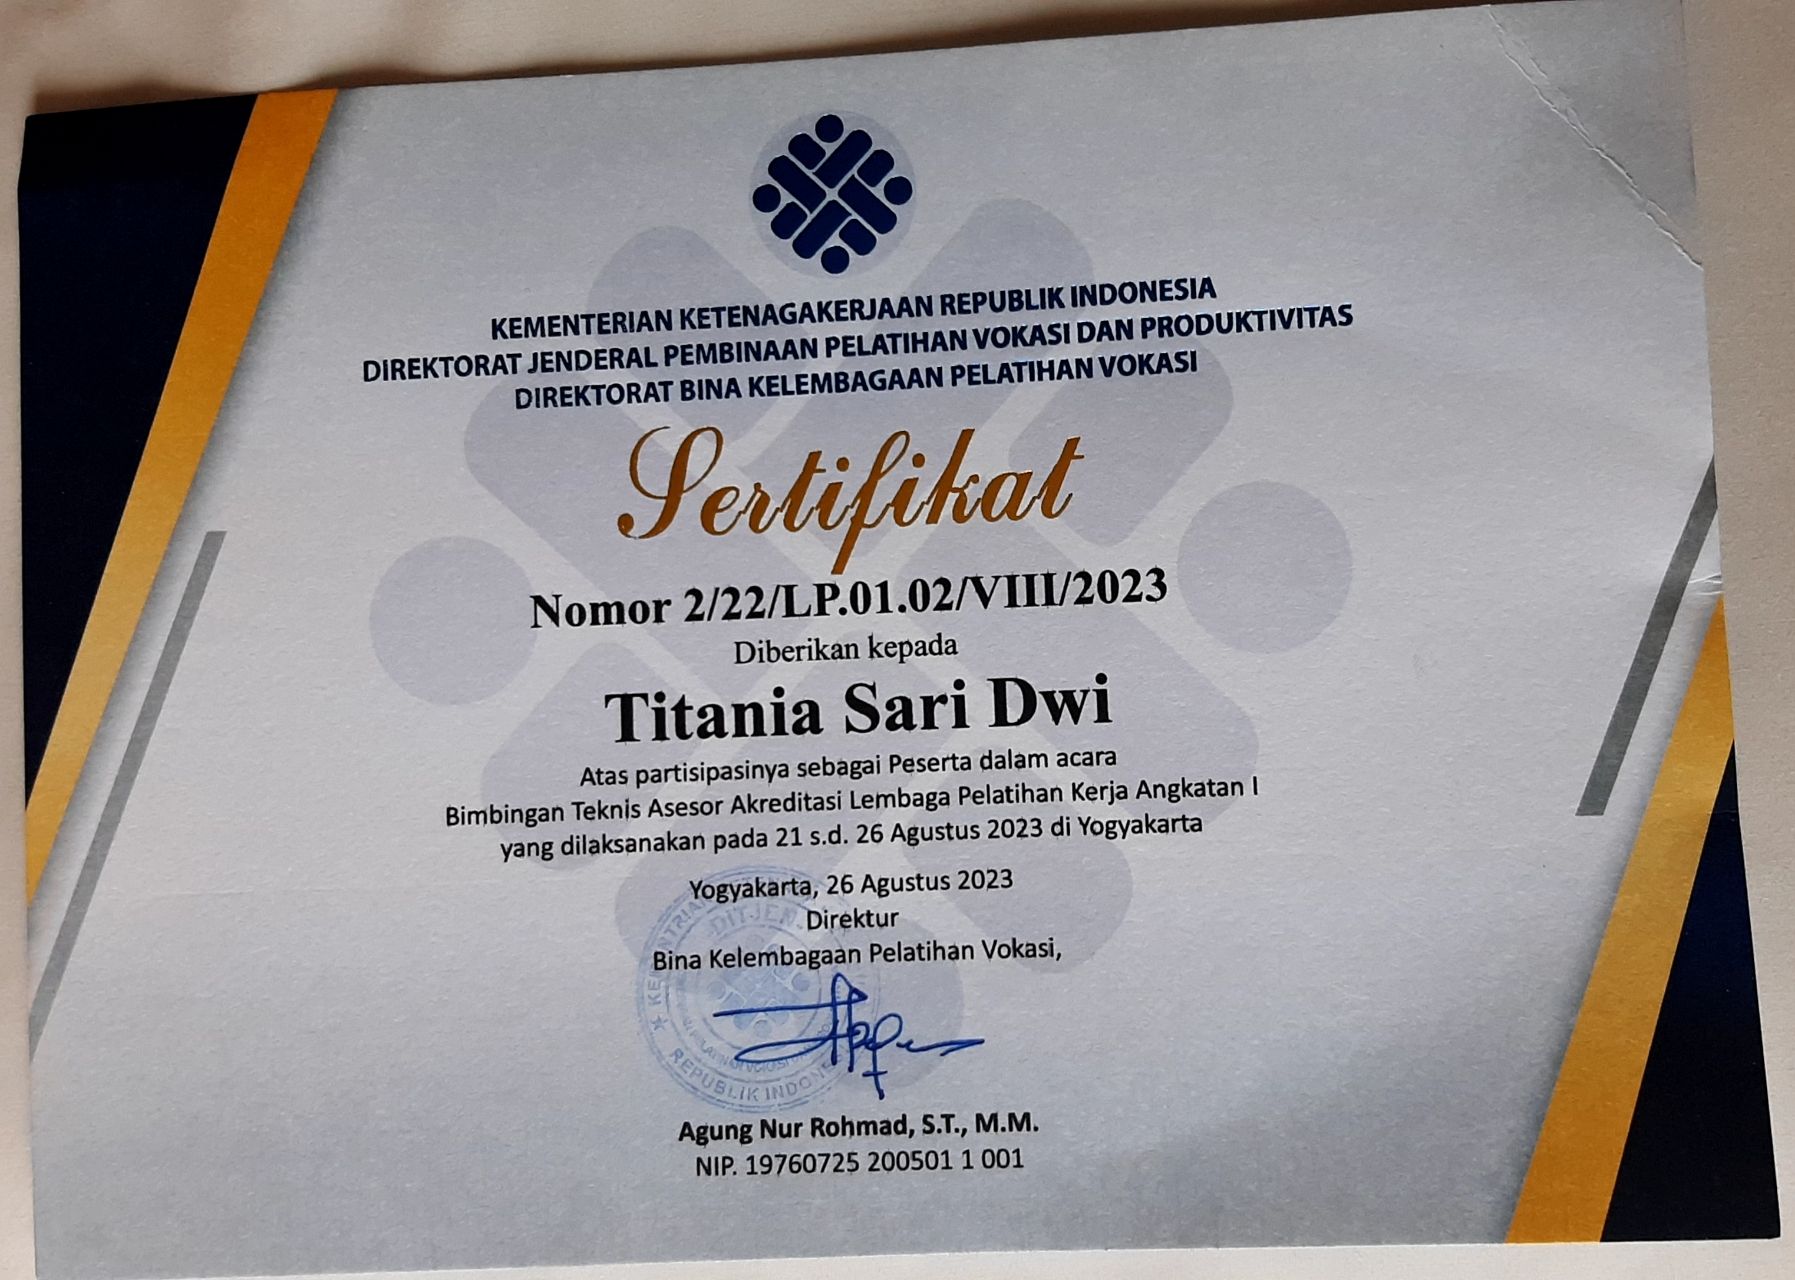 KEMENTERIAN KETENAGAKERJAAN REPUBLIK INDONESIA
DIREKTORAT JENDERAL PEMBINAAN PELATIHAN VOKASI DAN PRODUKTIVITAS
DIREKTORAT BINA KELEMBAGAAN PELATIHAN VOKASI
Sertifikat
Nomor 2/22/LP.01.02/VIII/2023
Diberikan kepada
Titania Sari Dwi
Atas partisipasinya sebagai Peserta dalam acara
Bimbingan Teknis Asesor Akreditasi Lembaga Pelatihan Kerja Angkatan I
yang dilaksanakan pada 21 s.d. 26 Agustus 2023 di Yogyakarta
Yogyakarta, 26 Agustus 2023
Direktur
Bina Kelembagaan Pelatihan Vokasi,
DITJEN
REPUBLIK
Agung Nur Rohmad, S.T., M.M.
NIP. 19760725 200501 1 001